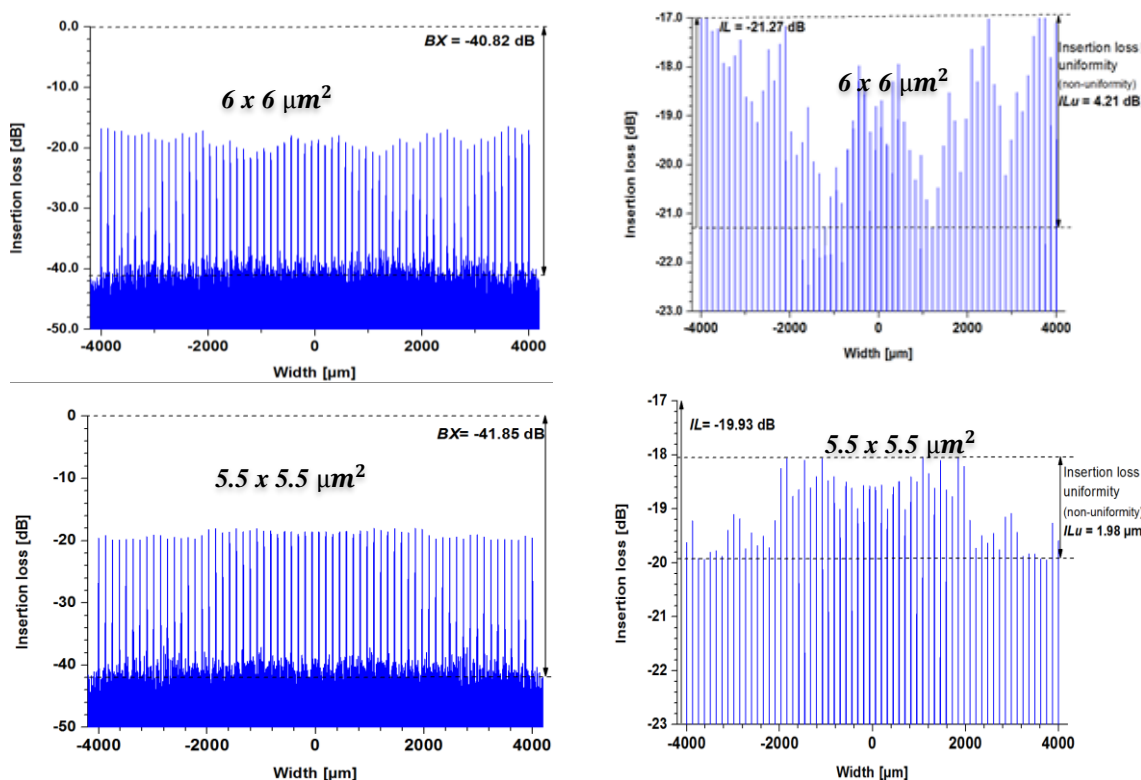 0.0
-10.0
-20.0
-30.0
-40.0
-50.0
Insertion loss [dB]
BX = -40.82 dB
6 x 6 μm²
-4000
-2000
0
2000
4000
Width [µm]
-17.0
-18.0
-19.0
-20.0
-21.0
-22.0
-23.0
Insertion loss [dB]
IL = -21.27 dB
6 x 6 μm²
Insertion loss
uniformity
(non-uniformity)
ILu = 4.21 dB
-4000
-2000
0
2000
4000
Width [µm]
0
-10
-20
-30
-40
-50
Insertion loss [dB]
BX= -41.85 dB
5.5 x 5.5 μm²
-4000
-2000
0
2000
4000
Width [µm]
-17
-18
-19
-20
-21
-22
-23
Insertion loss [dB]
IL= -19.93 dB
5.5 x 5.5 μm²
Insertion loss
uniformity
(non-uniformity)
ILu = 1.98 µm
-4000
-2000
0
2000
4000
Width [µm]